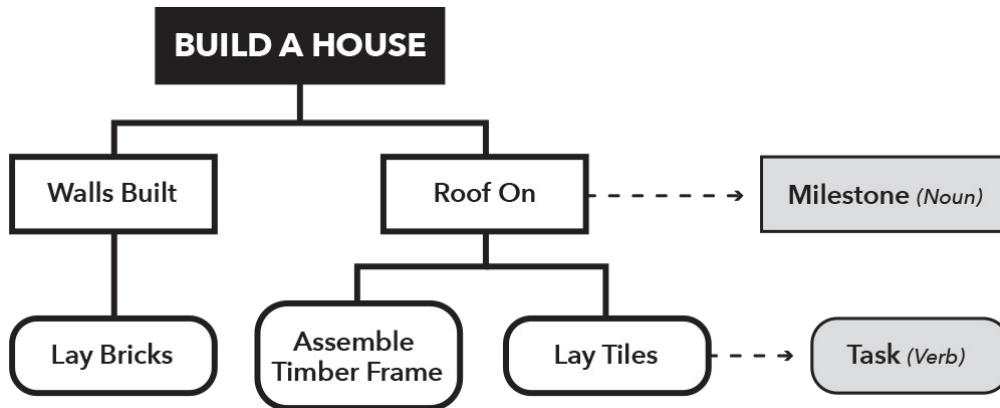 BUILD A HOUSE
Walls Built
Roof On
Milestone (Noun)
Lay Bricks
Assemble
Timber Frame
Lay Tiles
Task (Verb)